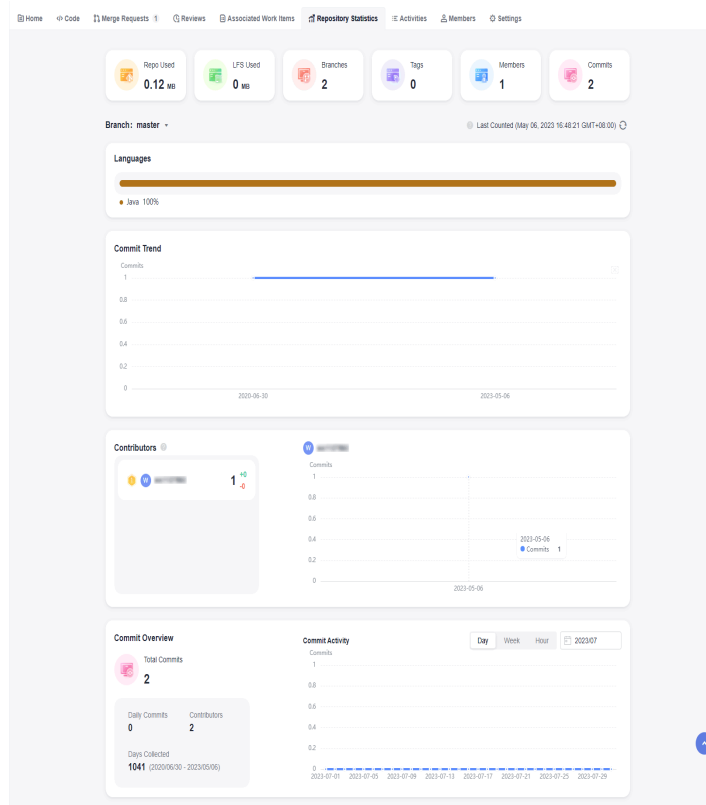 Home Code Merge Requests 1 Reviews Associated Work Items Repository Statistics Activities Members Settings
Repo Used LFS Used Branches Tags Members Commits
0.12 MB 0 MB 2 0 1 2
Branch: master Last Counted (May 06, 2023 16:48:21 GMT+08:00)
Languages
Java 100%
Commit Trend
Commits
1
0.8
0.6
0.4
0.2
0
2020-06-30 2023-05-06
Contributors
W
W 1 +0
-0
Commits
1
0.8
0.6
0.4
0.2
0
2023-05-06
Commits 1
2023-05-06
Commit Overview
Total Commits
2
Daily Commits Contributors
0 2
Days Collected
1041 (2020/06/30 - 2023/05/06)
Commit Activity Day Week Hour 2023/07
Commits
1
0.8
0.6
0.4
0.2
0
2023-07-01 2023-07-05 2023-07-09 2023-07-13 2023-07-17 2023-07-21 2023-07-25 2023-07-29